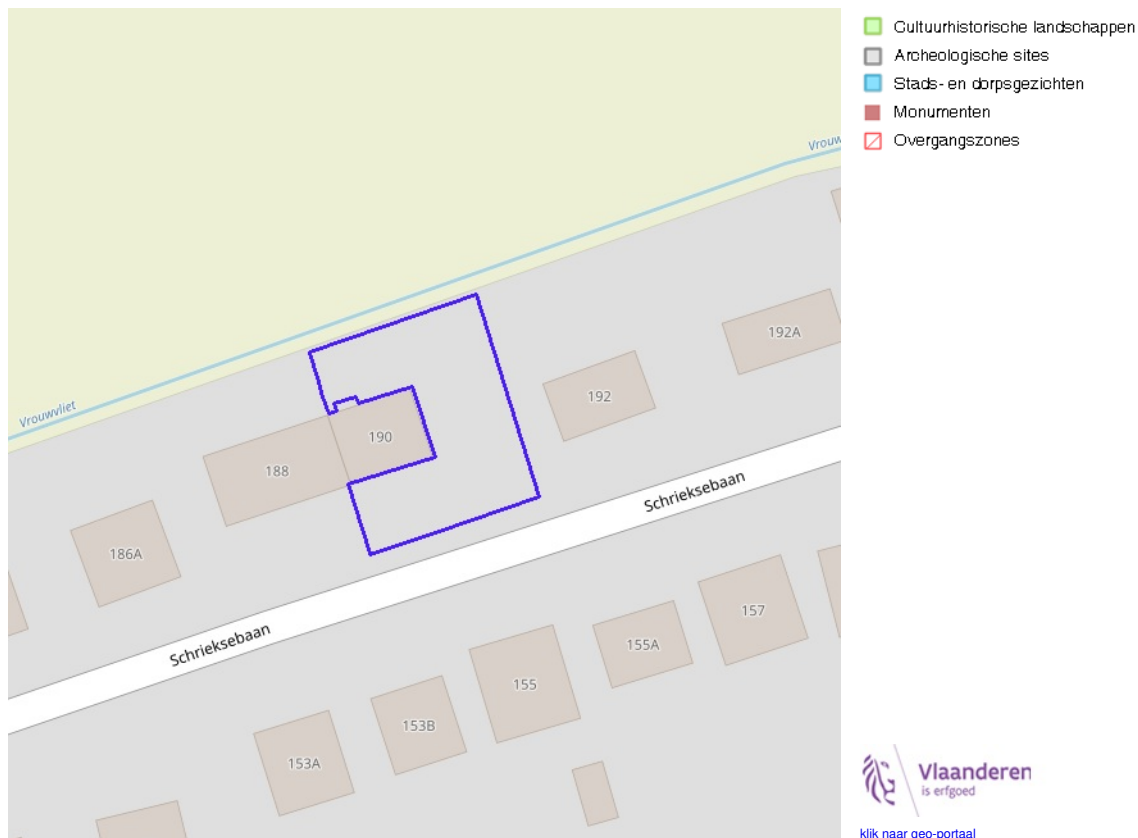 Cultuurhistorische landschappen
Archeologische sites
Stads- en dorpsgezichten
Monumenten
Overgangszones
Vrouw
192A
192
Vrouwvliet
190
188
Schrieksebaan
186A
157
155A
Schrieksebaan
155
153B
153A
Vlaanderen
is erfgoed
klik naar geo-portaal